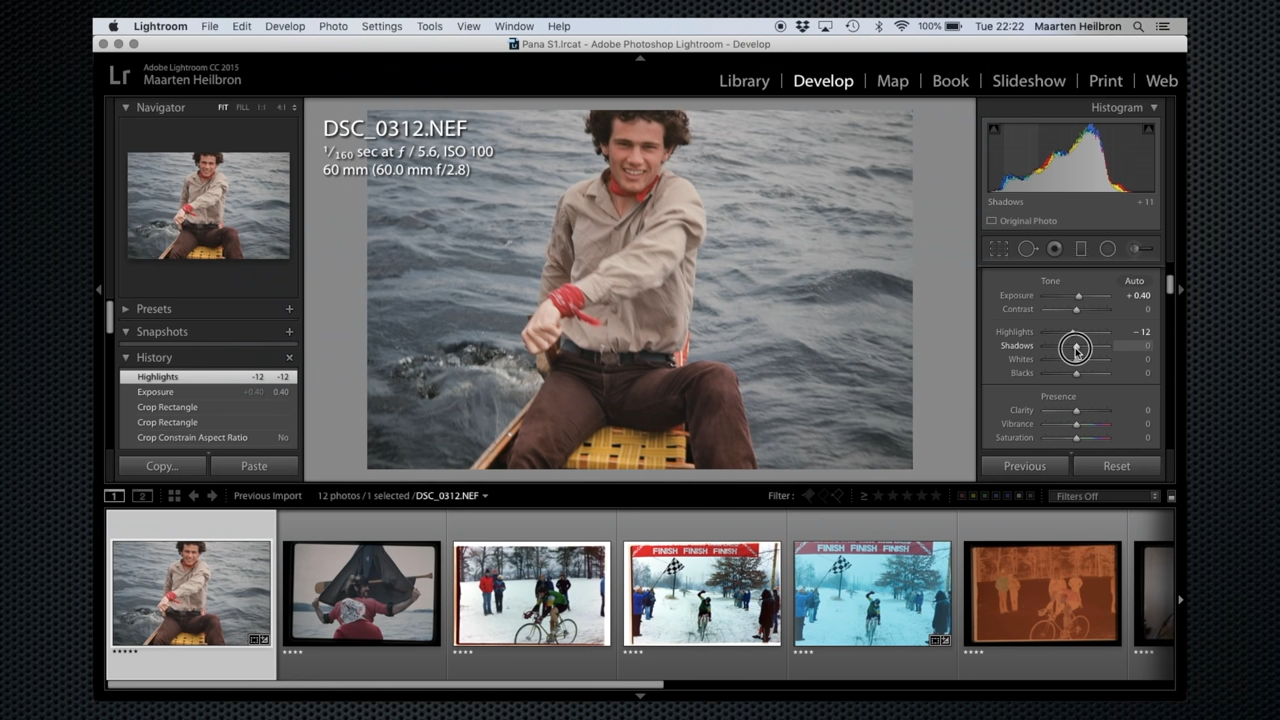 Lightroom File Edit Develop Photo Settings Tools View Window Help 100% Tue 22:22 Maarten Heilbron
Pana S1.lrcat - Adobe Photoshop Lightroom - Develop
Lr Adobe Lightroom CC 2015
Maarten Heilbron
Library | Develop | Map | Book | Slideshow | Print | Web
Navigator FIT FILL 1:1 4:1
Histogram
DSC_0312.NEF
1/160 sec at ƒ / 5.6, ISO 100
60 mm (60.0 mm f/2.8)
Shadows + 11
Original Photo
Tone Auto
Exposure + 0.40
Contrast 0
Highlights − 12
Shadows 0
Whites 0
Blacks 0
Presence
Clarity 0
Vibrance 0
Saturation 0
Presets +
Snapshots +
History ×
Highlights -12 -12
Exposure +0.40 0.40
Crop Rectangle
Crop Rectangle
Crop Constrain Aspect Ratio No
Copy... Paste
Previous Reset
1 2 Previous Import 12 photos / 1 selected / DSC_0312.NEF Filter : ≥ ★★★★★ Filters Off
FINISH FINISH FINISH
FINISH FINISH FINISH